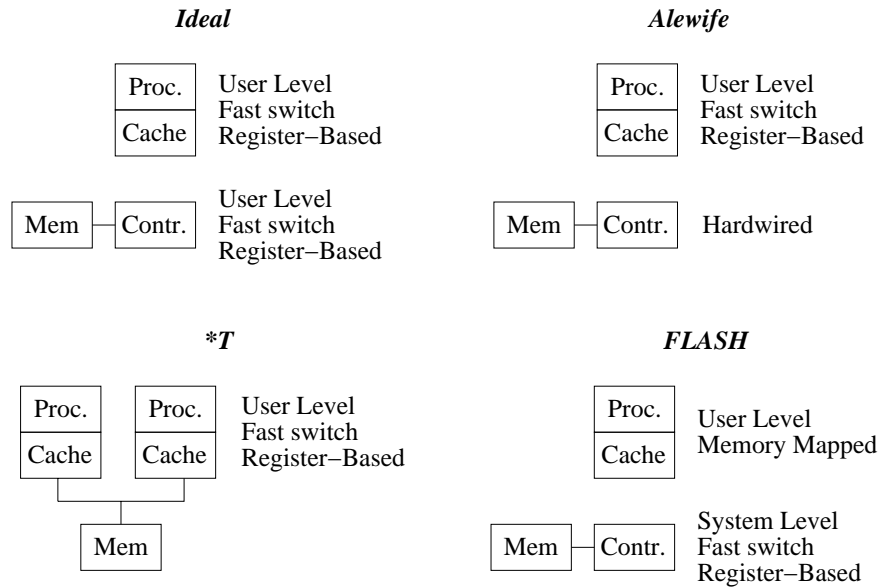 Ideal
Proc.
Cache
User Level
Fast switch
Register−Based
Mem
Contr.
User Level
Fast switch
Register−Based
Alewife
Proc.
Cache
User Level
Fast switch
Register−Based
Mem
Contr.
Hardwired
*T
Proc.
Cache
Proc.
Cache
User Level
Fast switch
Register−Based
Mem
FLASH
Proc.
Cache
User Level
Memory Mapped
Mem
Contr.
System Level
Fast switch
Register−Based